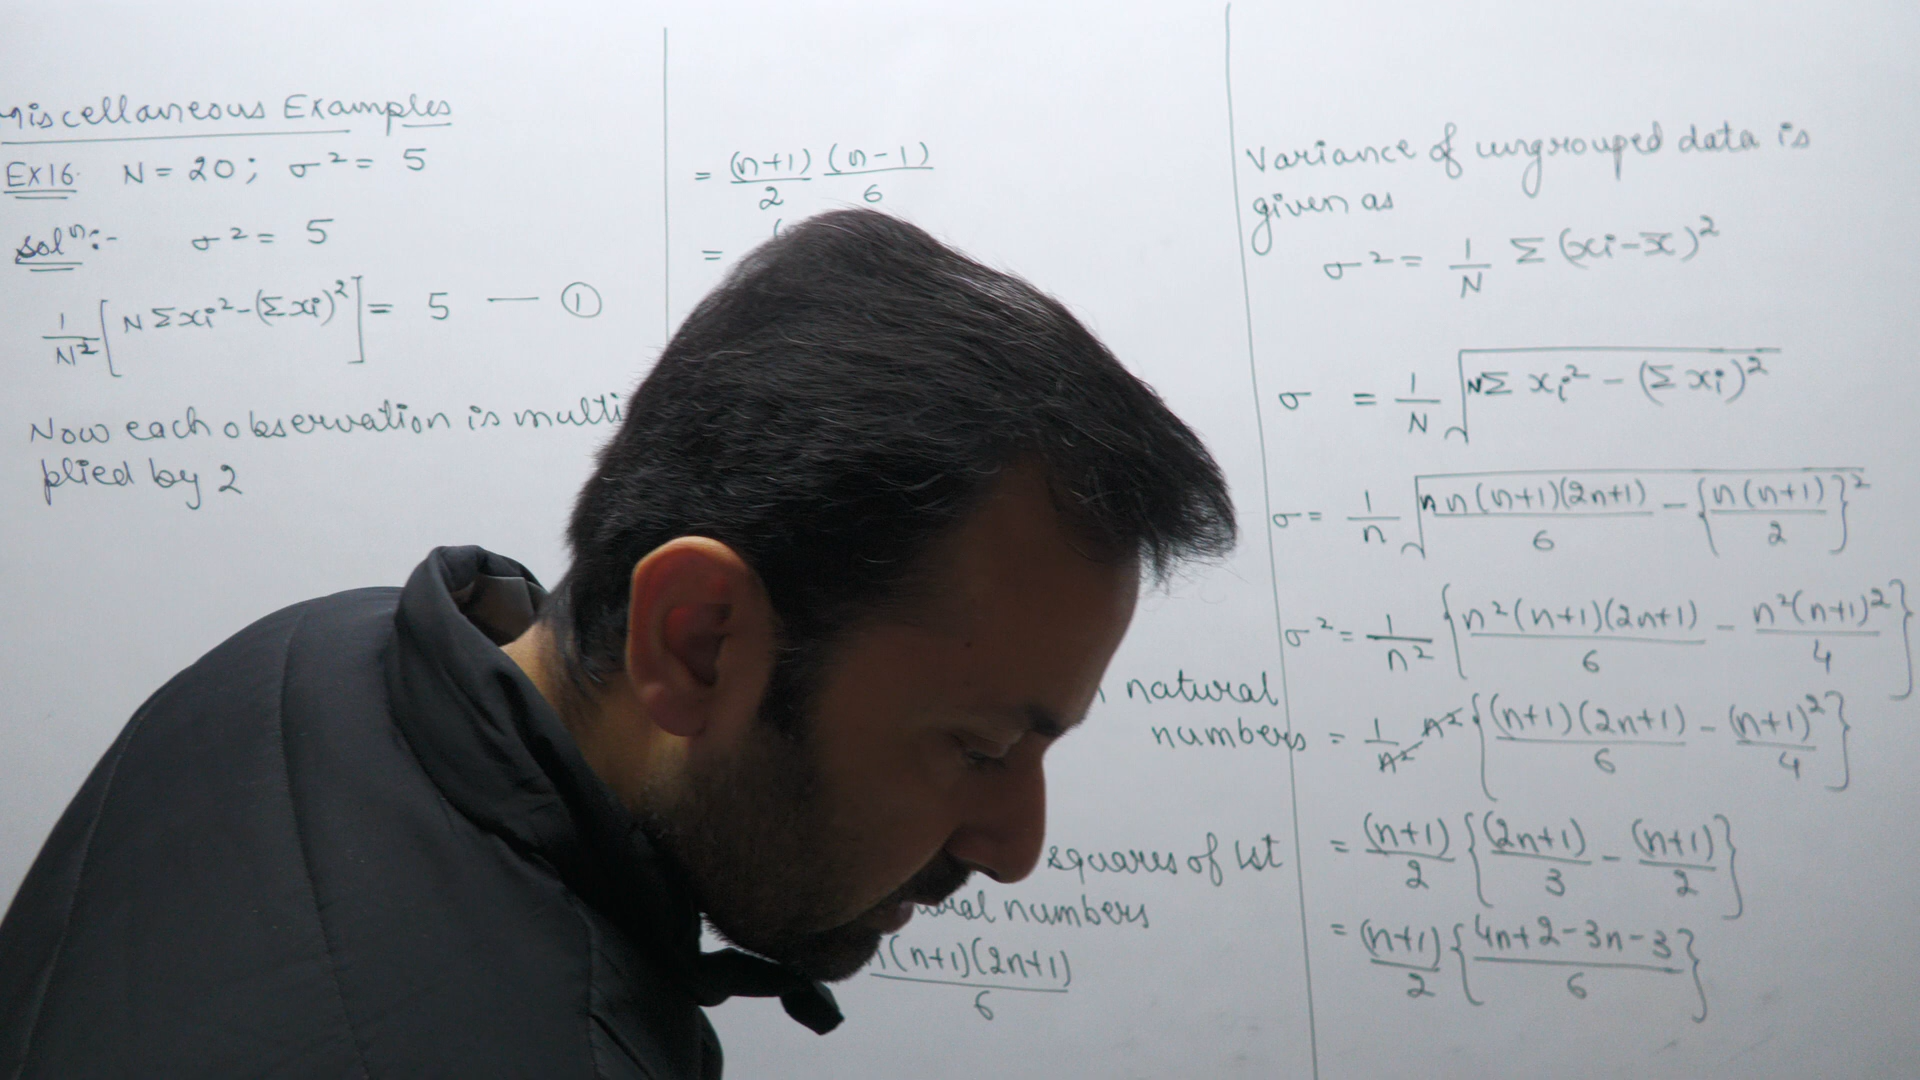 Miscellaneous Examples
EX16. N = 20; σ² = 5
Solⁿ:- σ² = 5
1/N² [N Σxi² - (Σxi)²] = 5 — ①
Now each observation is multi
plied by 2
= (n+1)/2 (n-1)/6
=
natural
numbers
squares of 1st
numbers
n(n+1)(2n+1)/6
Variance of ungrouped data is
given as
σ² = 1/N Σ (xi - x̄)²
σ = 1/N √(NΣ xi² - (Σ xi)²)
σ = 1/n √(n n(n+1)(2n+1)/6 - {n(n+1)/2}²)
σ² = 1/n² {n²(n+1)(2n+1)/6 - n²(n+1)²/4}
= 1/n² n² {(n+1)(2n+1)/6 - (n+1)²/4}
= (n+1)/2 {(2n+1)/3 - (n+1)/2}
= (n+1)/2 {4n+2-3n-3/6}